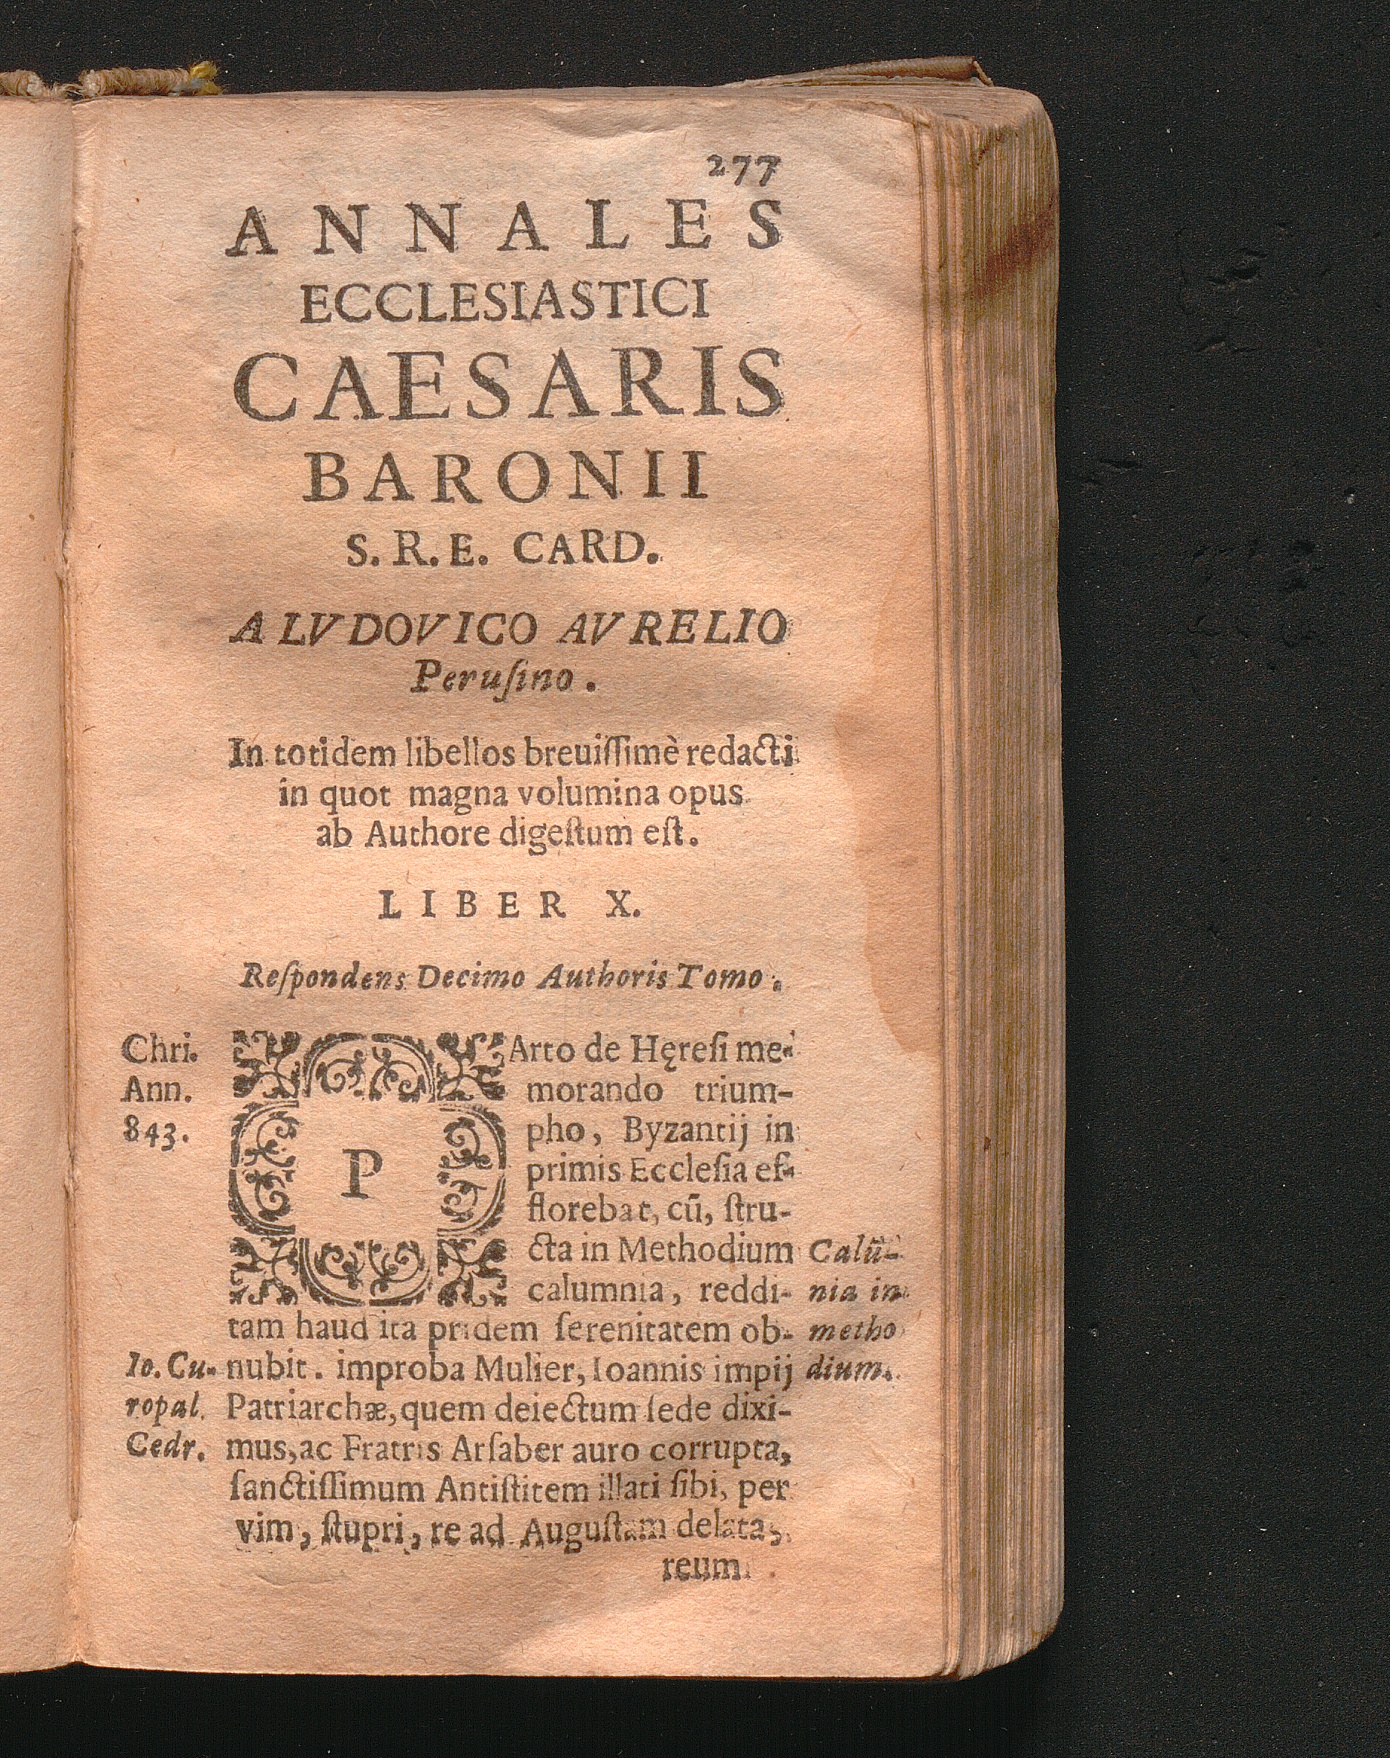 277
ANNALES
ECCLESIASTICI
CAESARIS
BARONII
S. R. E. CARD.
A LVDOVICO AVRELIO
Peruſino.
In totidem libellos breuiſſimè redacti
in quot magna volumina opus
ab Authore digeſtum eſt.
LIBER X.
Reſpondens Decimo Authoris Tomo.
Chri.
Ann.
843.
PArto de Hęreſi me-
morando trium-
pho, Byzantij in
primis Eccleſia ef-
florebat, cū, ſtru-
cta in Methodium
calumnia, reddi-
tam haud ita pridem ſerenitatem ob-
nubit. improba Mulier, Ioannis impij
Patriarchæ, quem deiectum ſede dixi-
mus, ac Fratris Arſaber auro corrupta,
ſanctiſſimum Antiſtitem illati ſibi, per
vim, ſtupri, re ad Auguſtam delata,
reum
Calū-
nia in
metho
dium.
Io. Cu-
ropal.
Cedr.